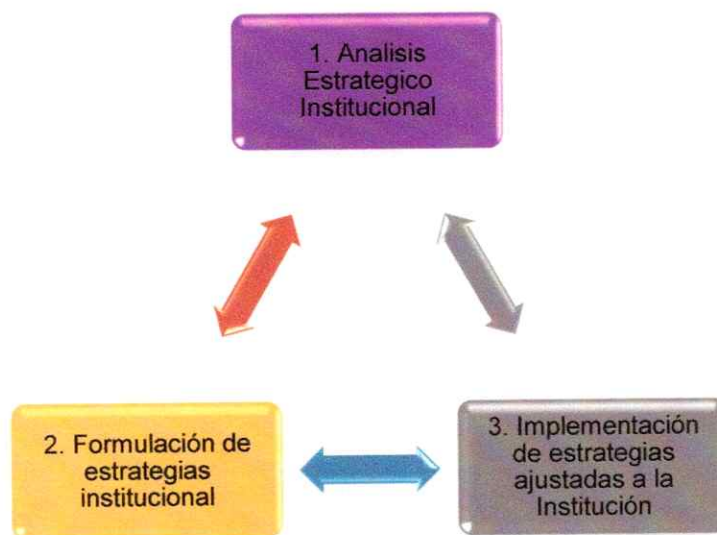 1. Analisis
Estrategico
Institucional
2. Formulación de
estrategias
institucional
3. Implementación
de estrategias
ajustadas a la
Institución